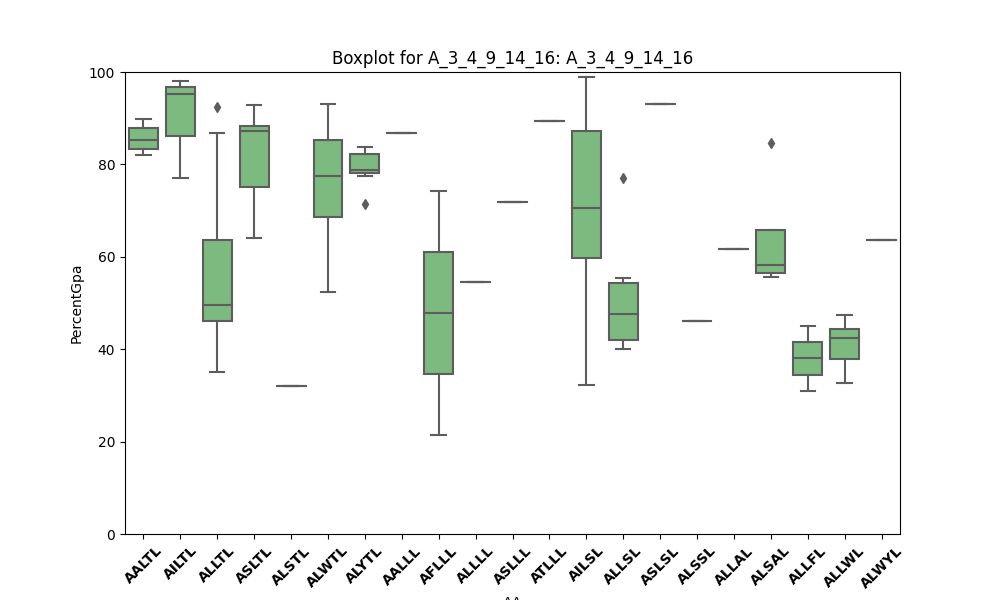 Boxplot for A_3_4_9_14_16: A_3_4_9_14_16
100
80
60
40
20
0
PercentGpa
AALTL
AILTL
ALLTL
ASLTL
ALSTL
ALWTL
ALYTL
AALLL
AFLLL
ALLLL
ASLLL
ATLLL
AILSL
ALLSL
ASLSL
ALSSL
ALLAL
ALSAL
ALLFL
ALLWL
ALWYL
AA